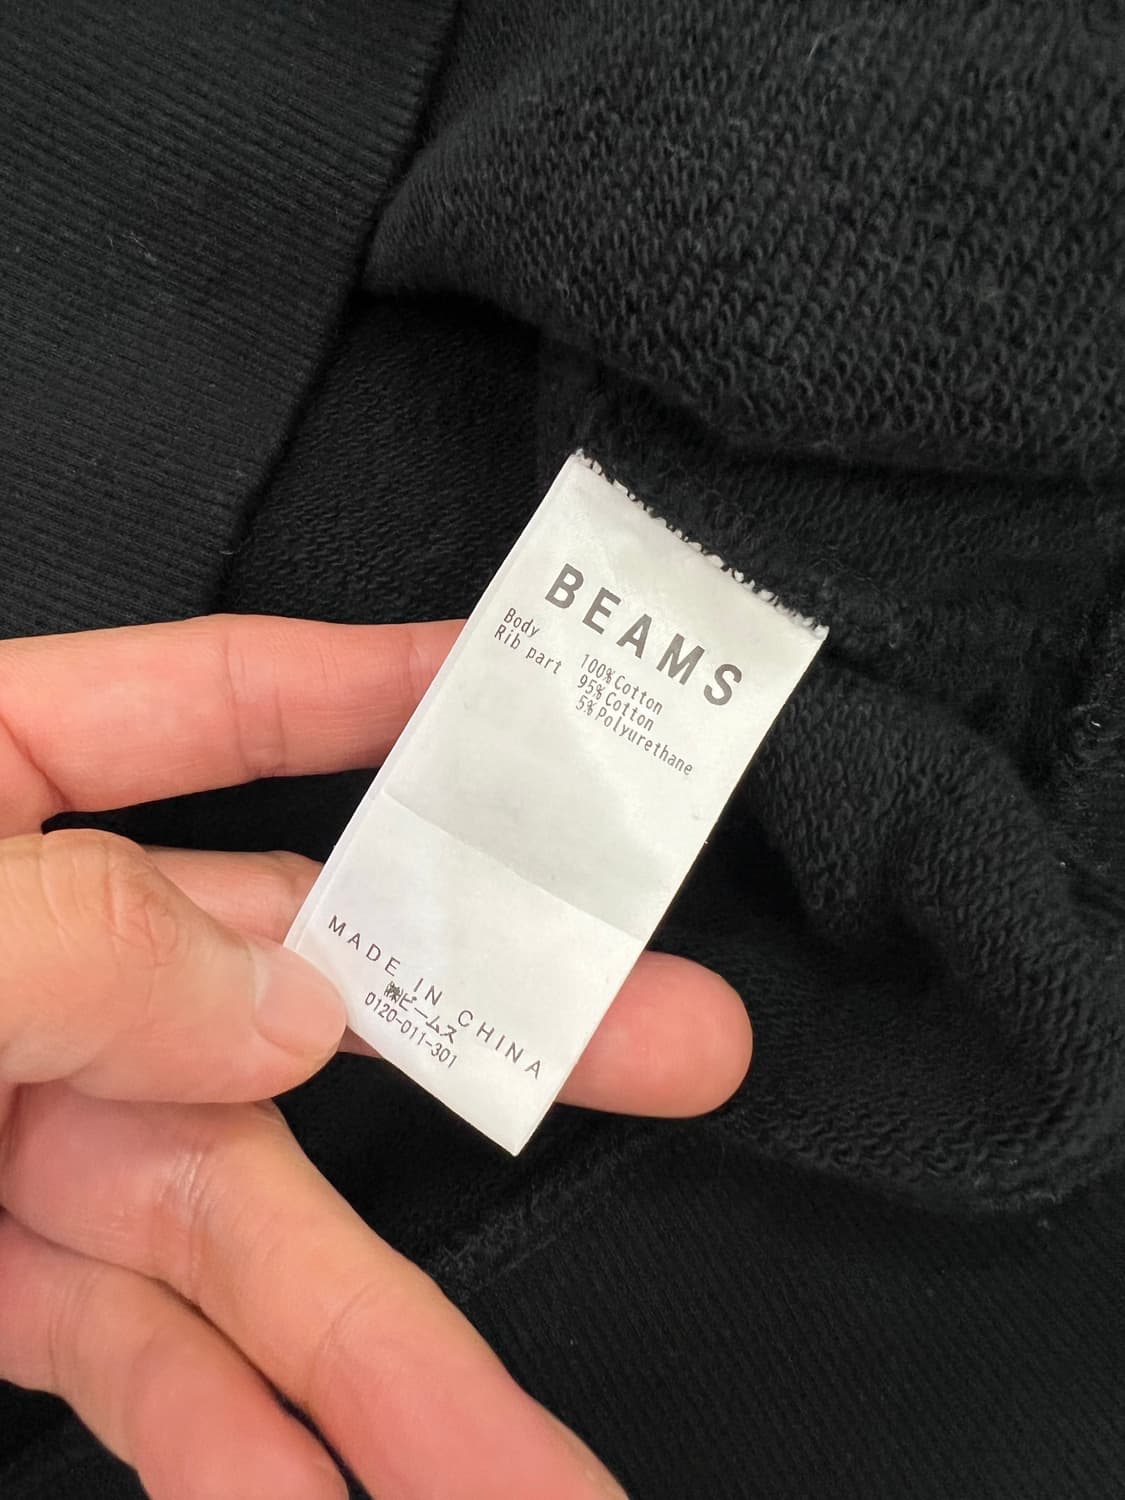 BEAMS
Body 100%Cotton
Rib part 95%Cotton
5%Polyurethane
MADE IN CHINA
㈱ビームス
0120-011-301